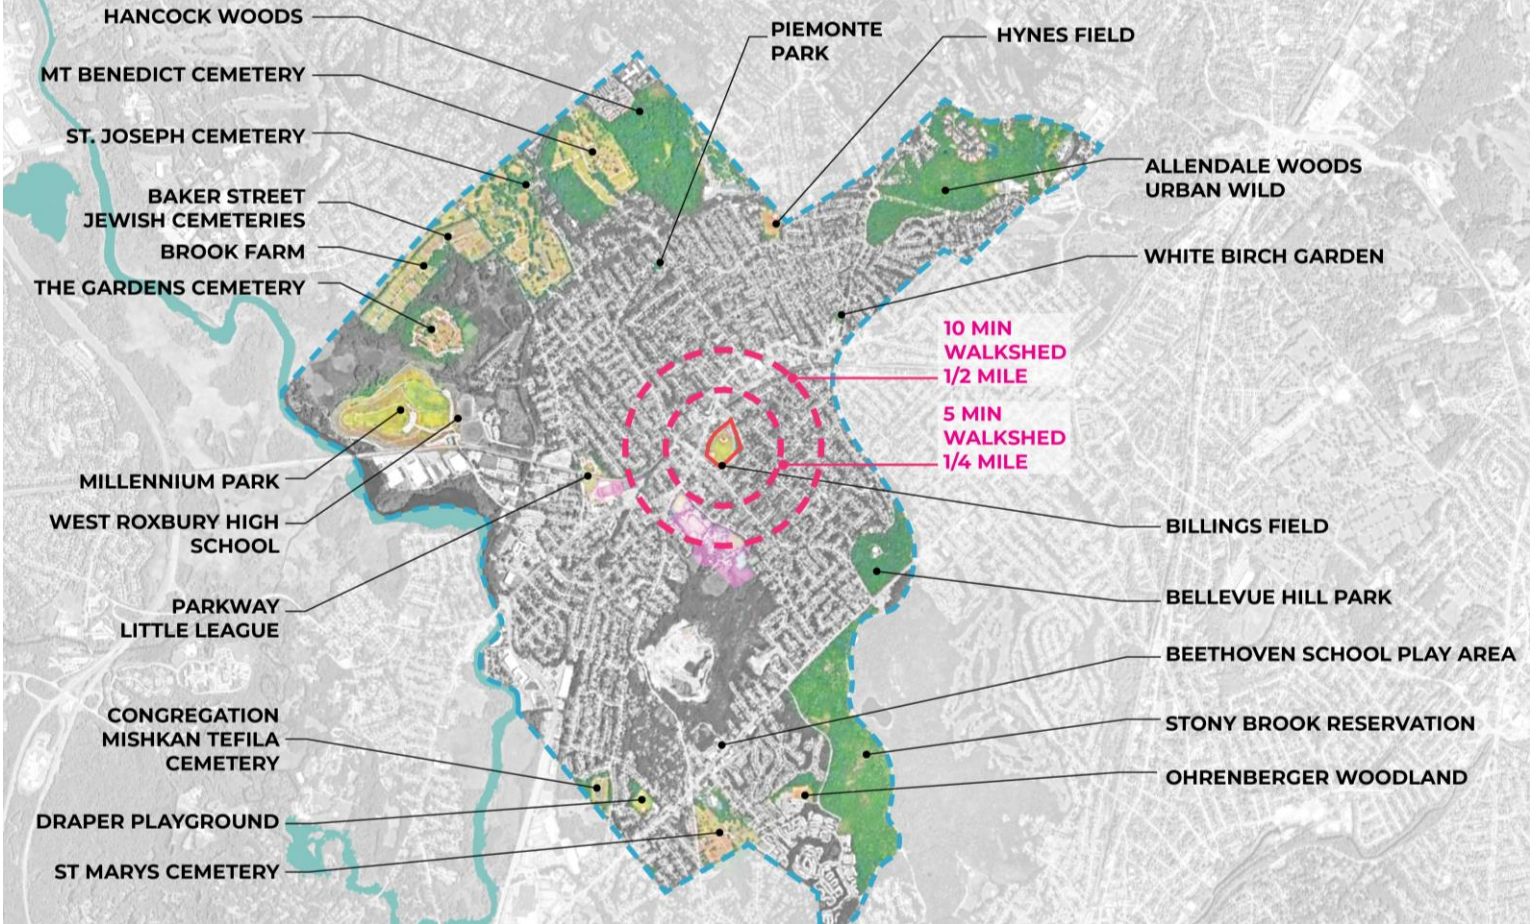 HANCOCK WOODS
MT BENEDICT CEMETERY
ST. JOSEPH CEMETERY
BAKER STREET
JEWISH CEMETERIES
BROOK FARM
THE GARDENS CEMETERY
MILLENNIUM PARK
WEST ROXBURY HIGH
SCHOOL
PARKWAY
LITTLE LEAGUE
CONGREGATION
MISHKAN TEFILA
CEMETERY
DRAPER PLAYGROUND
ST MARYS CEMETERY
PIEMONTE
PARK
HYNES FIELD
ALLENDALE WOODS
URBAN WILD
WHITE BIRCH GARDEN
10 MIN
WALKSHED
1/2 MILE
5 MIN
WALKSHED
1/4 MILE
BILLINGS FIELD
BELLEVUE HILL PARK
BEETHOVEN SCHOOL PLAY AREA
STONY BROOK RESERVATION
OHRENBERGER WOODLAND